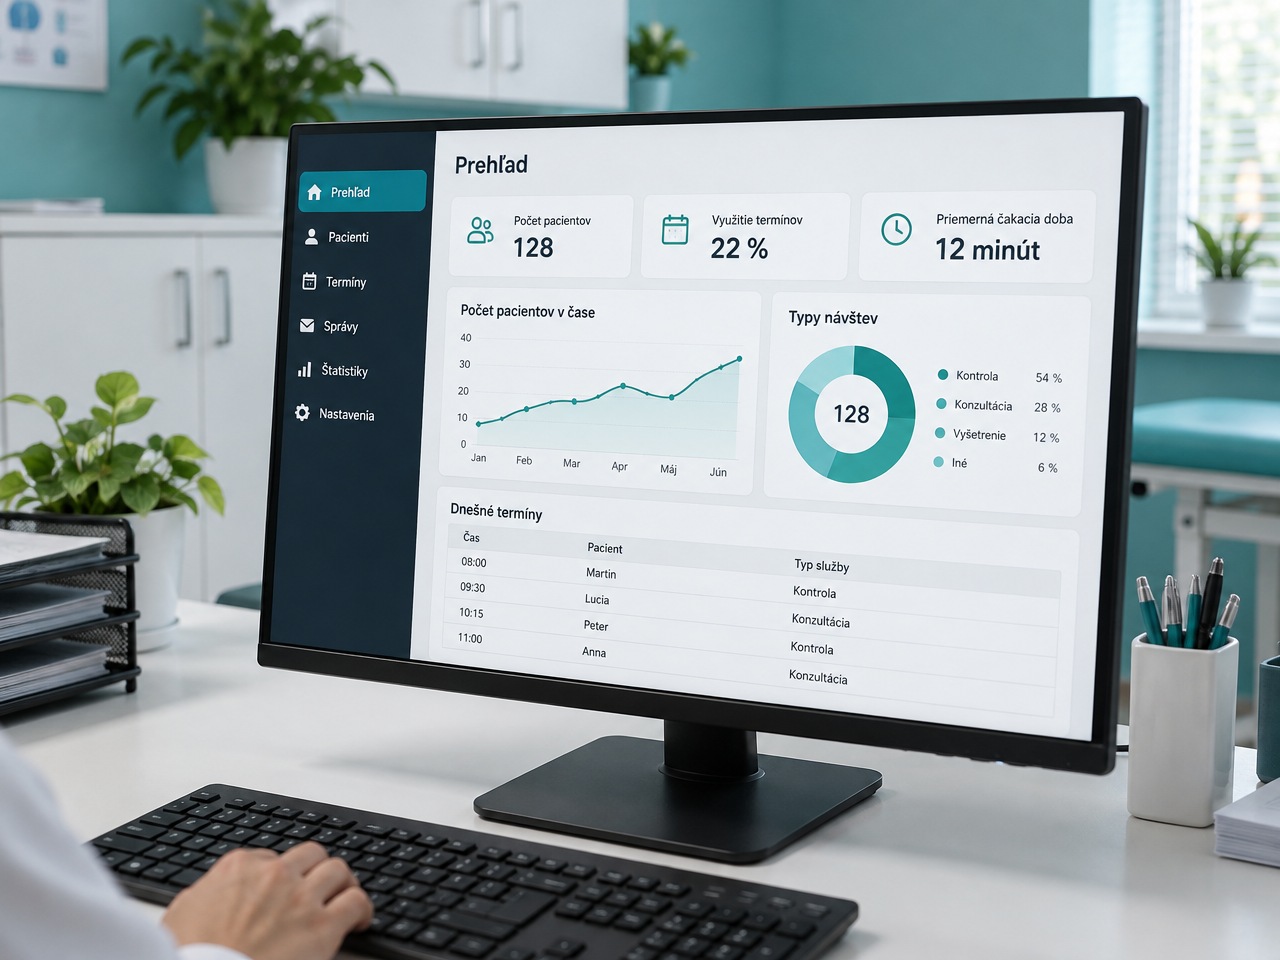 Prehľad
Pacienti
Termíny
Správy
Štatistiky
Nastavenia
Prehľad
Počet pacientov
128
Využitie termínov
22 %
Priemerná čakacia doba
12 minút
Počet pacientov v čase
40
30
20
10
0
Jan Feb Mar Apr Máj Jún
Typy návštev
128
Kontrola 54 %
Konzultácia 28 %
Vyšetrenie 12 %
Iné 6 %
Dnešné termíny
Čas Pacient Typ služby
08:00 Martin Kontrola
09:30 Lucia Konzultácia
10:15 Peter Kontrola
11:00 Anna Konzultácia